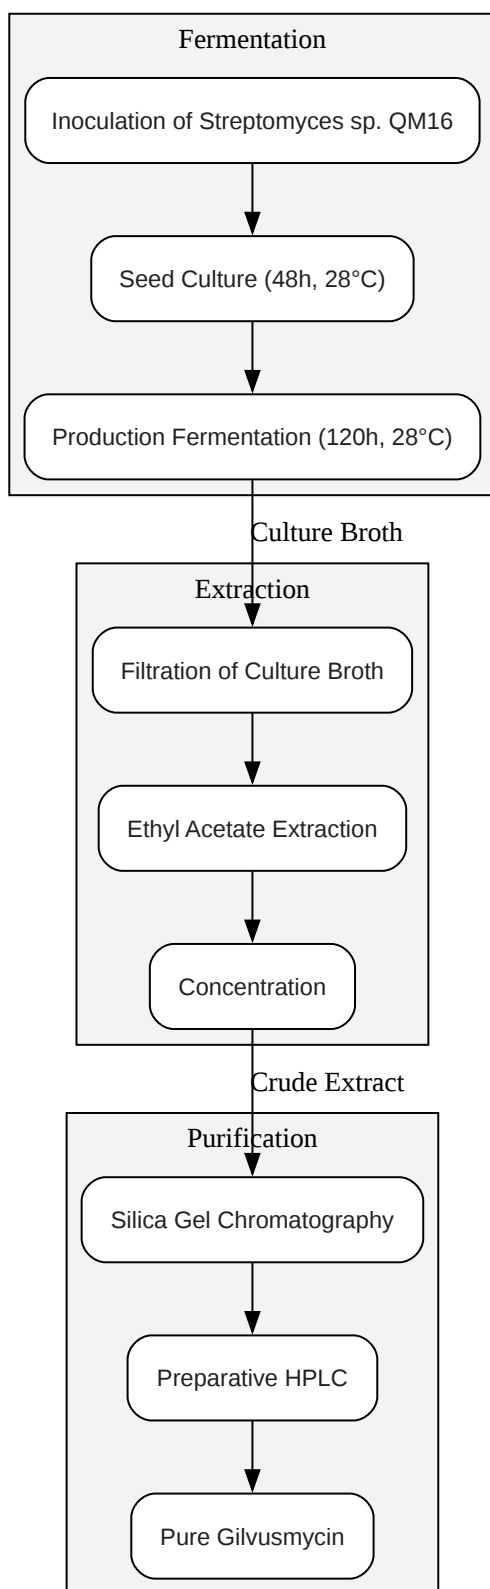 Fermentation
Inoculation of Streptomyces sp. QM16
Seed Culture (48h, 28°C)
Production Fermentation (120h, 28°C)
Culture Broth
Extraction
Filtration of Culture Broth
Ethyl Acetate Extraction
Concentration
Crude Extract
Purification
Silica Gel Chromatography
Preparative HPLC
Pure Gilvusmycin